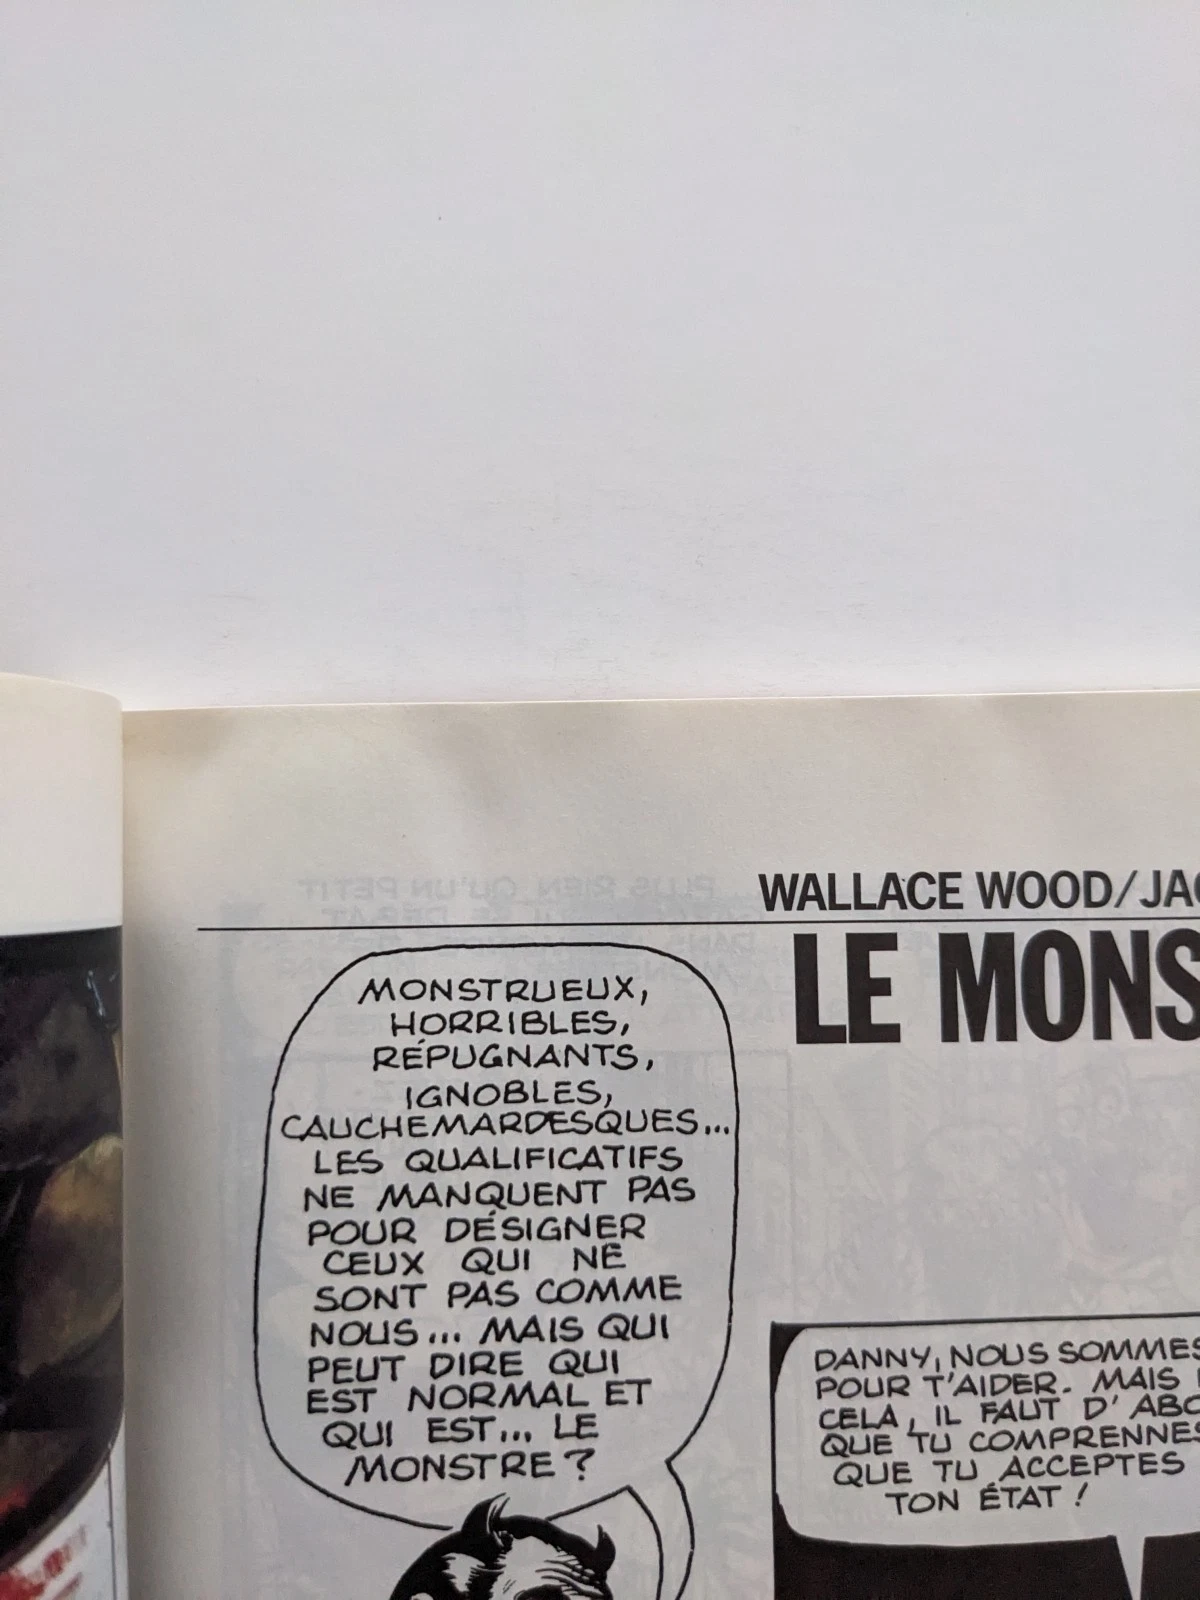 WALLACE WOOD/JAC
LE MONS
MONSTRUEUX,
HORRIBLES,
RÉPUGNANTS,
IGNOBLES,
CAUCHEMARDESQUES...
LES QUALIFICATIFS
NE MANQUENT PAS
POUR DÉSIGNER
CEUX QUI NE
SONT PAS COMME
NOUS... MAIS QUI
PEUT DIRE QUI
EST NORMAL ET
QUI EST... LE
MONSTRE ?
DANNY, NOUS SOMMES
POUR T'AIDER. MAIS
CELA, IL FAUT D'ABO
QUE TU COMPRENNES
QUE TU ACCEPTES
TON ÉTAT !